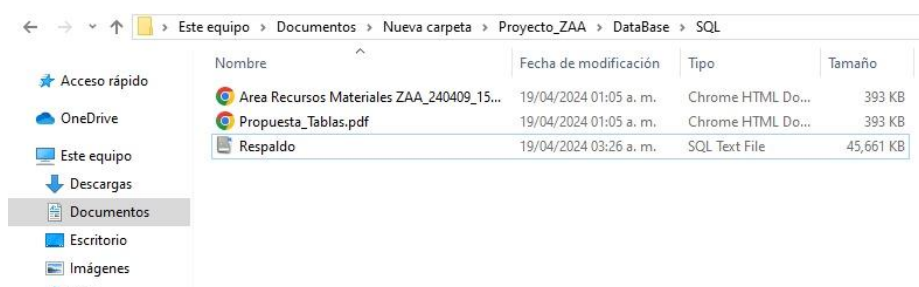 Este equipo > Documentos > Nueva carpeta > Proyecto_ZAA > DataBase > SQL
Acceso rápido
OneDrive
Este equipo
Descargas
Documentos
Escritorio
Imágenes
Nombre Fecha de modificación Tipo Tamaño
Area Recursos Materiales ZAA_240409_15... 19/04/2024 01:05 a. m. Chrome HTML Do... 393 KB
Propuesta_Tablas.pdf 19/04/2024 01:05 a. m. Chrome HTML Do... 393 KB
Respaldo 19/04/2024 03:26 a. m. SQL Text File 45,661 KB